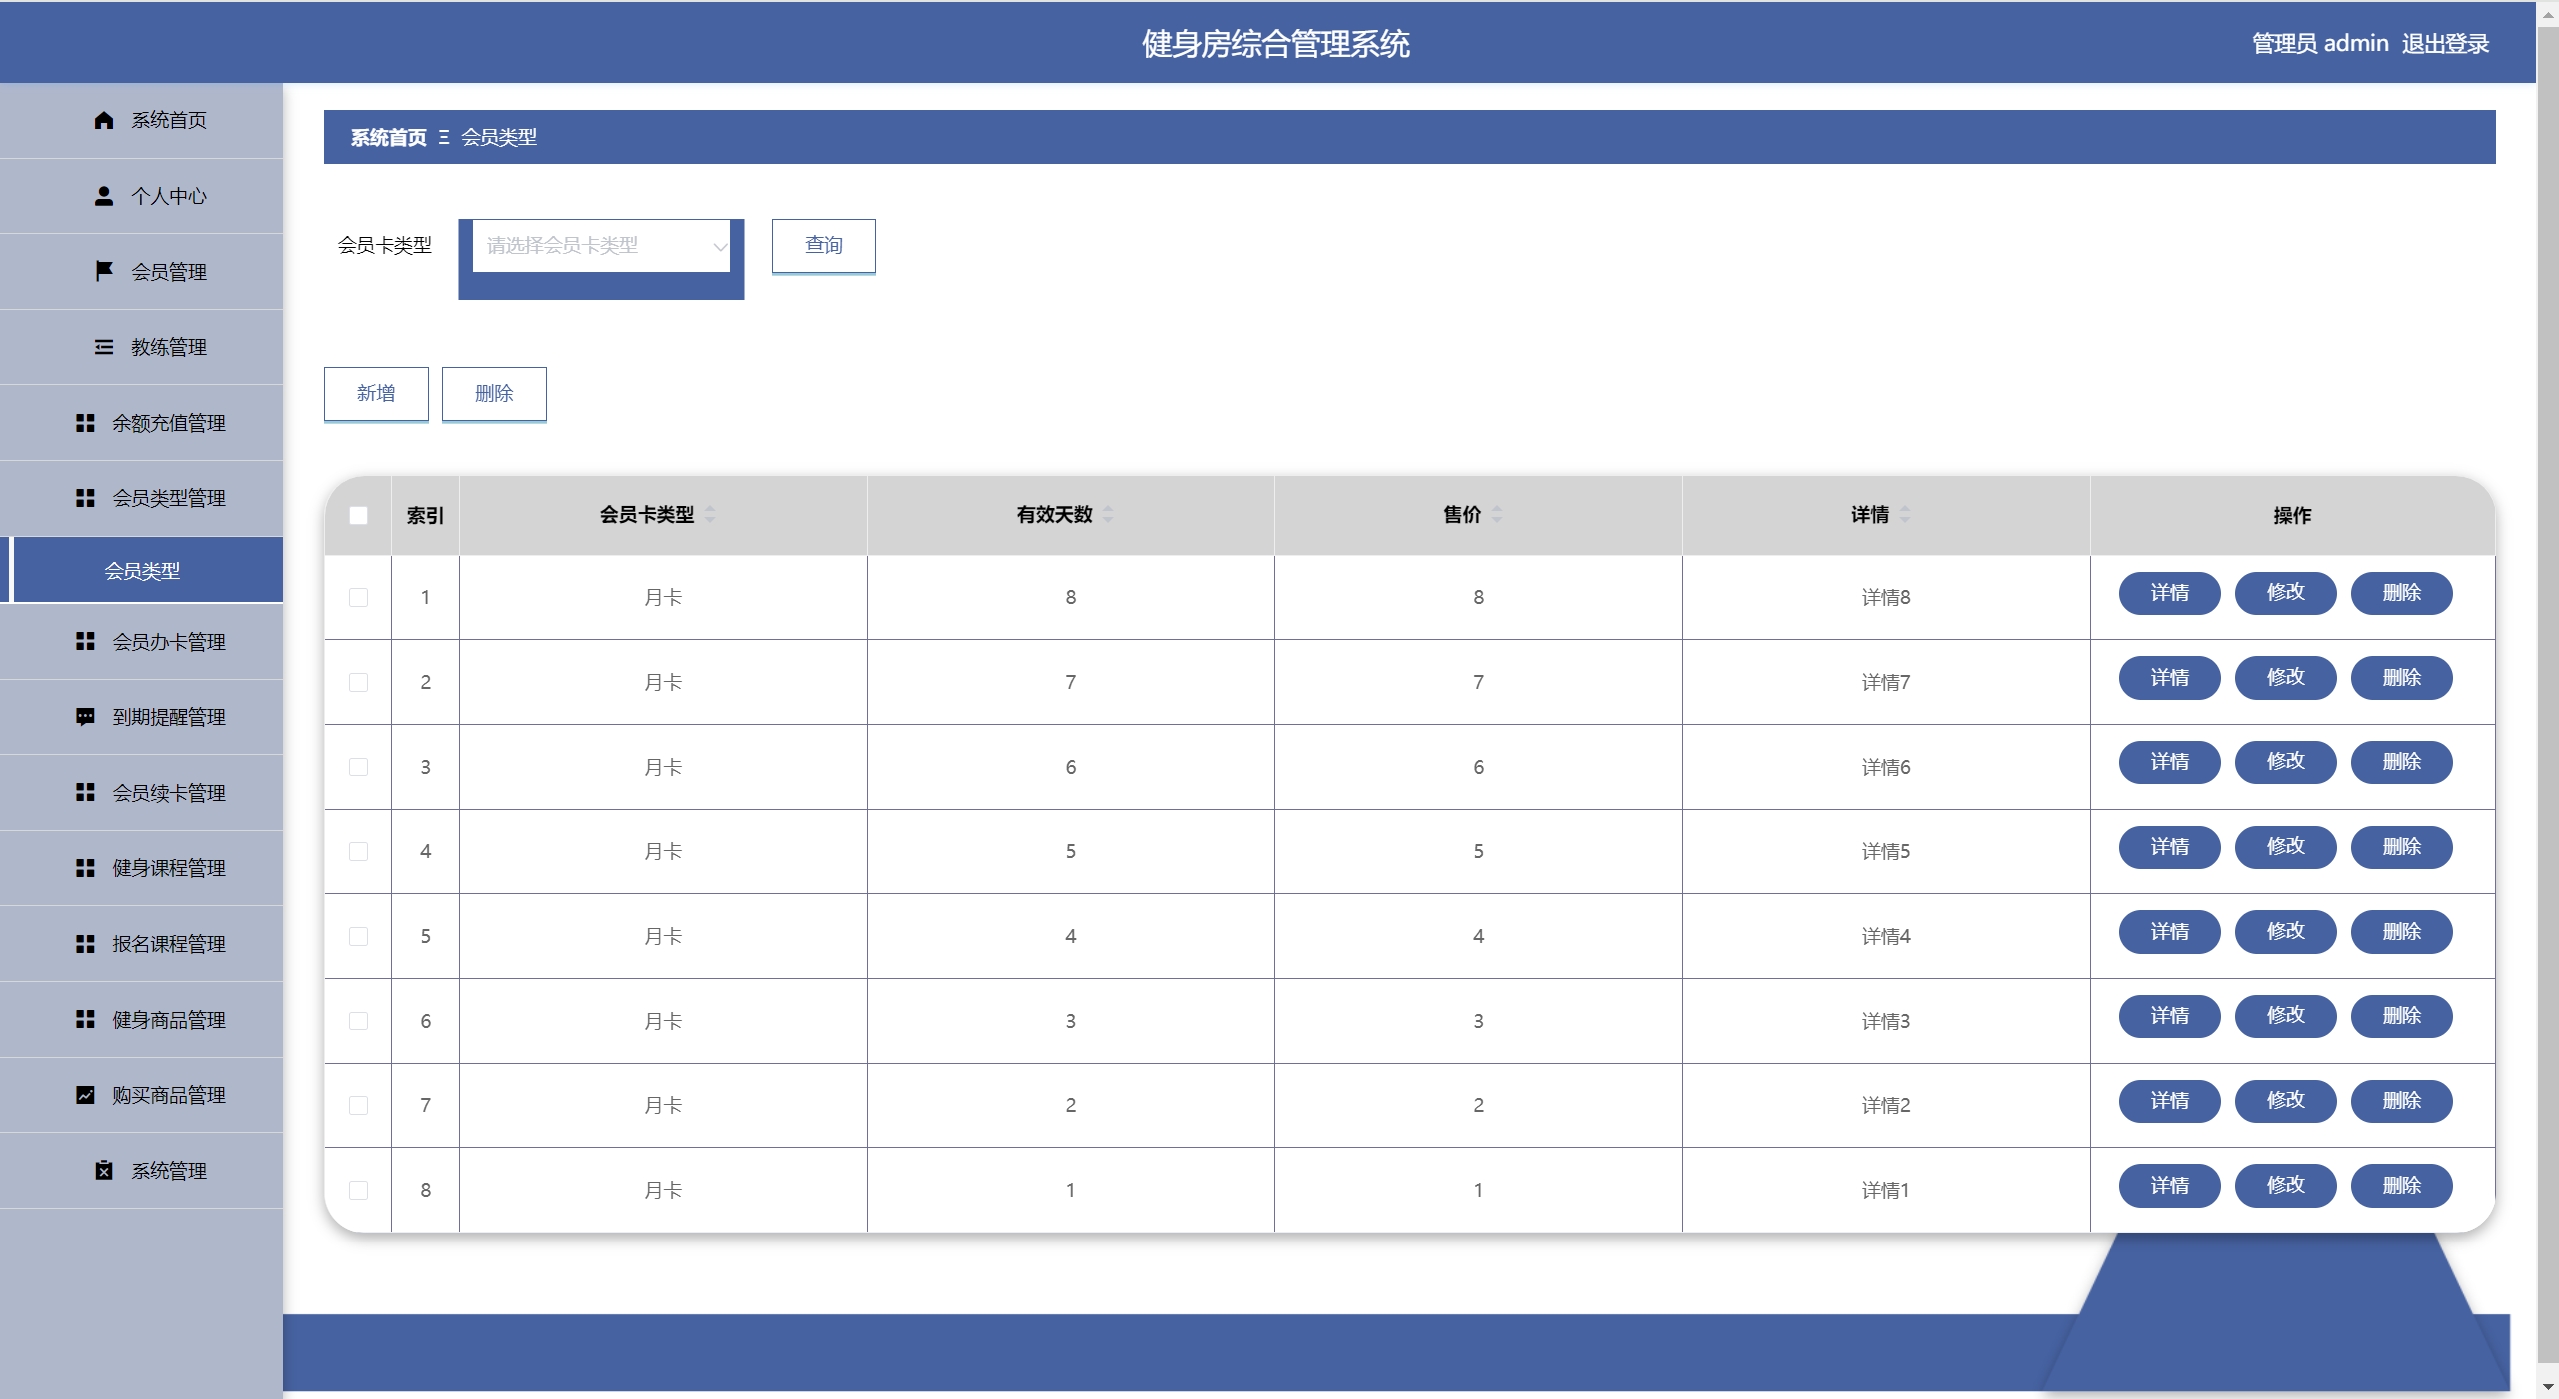 健身房综合管理系统
管理员 admin 退出登录
系统首页
个人中心
会员管理
教练管理
余额充值管理
会员类型管理
会员类型
会员办卡管理
到期提醒管理
会员续卡管理
健身课程管理
报名课程管理
健身商品管理
购买商品管理
系统管理
系统首页 Ξ 会员类型
会员卡类型 请选择会员卡类型 查询
新增 删除
索引 会员卡类型 有效天数 售价 详情 操作
1 月卡 8 8 详情8 详情 修改 删除
2 月卡 7 7 详情7 详情 修改 删除
3 月卡 6 6 详情6 详情 修改 删除
4 月卡 5 5 详情5 详情 修改 删除
5 月卡 4 4 详情4 详情 修改 删除
6 月卡 3 3 详情3 详情 修改 删除
7 月卡 2 2 详情2 详情 修改 删除
8 月卡 1 1 详情1 详情 修改 删除